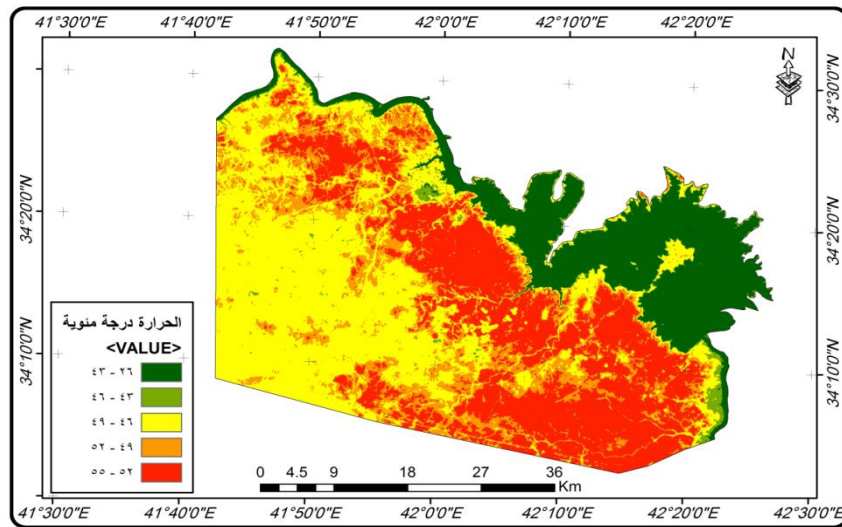 41°30'0"E 41°40'0"E 41°50'0"E 42°0'0"E 42°10'0"E 42°20'0"E
N
34°30'0"N
34°20'0"N 34°20'0"N
34°10'0"N 34°10'0"N
الحرارة درجة مئوية
<VALUE>
٢٦ - ٤٣
٤٣ - ٤٦
٤٦ - ٤٩
٤٩ - ٥٢
٥٢ - ٥٥
0 4.5 9 18 27 36
Km
41°30'0"E 41°40'0"E 41°50'0"E 42°0'0"E 42°10'0"E 42°20'0"E 42°30'0"E